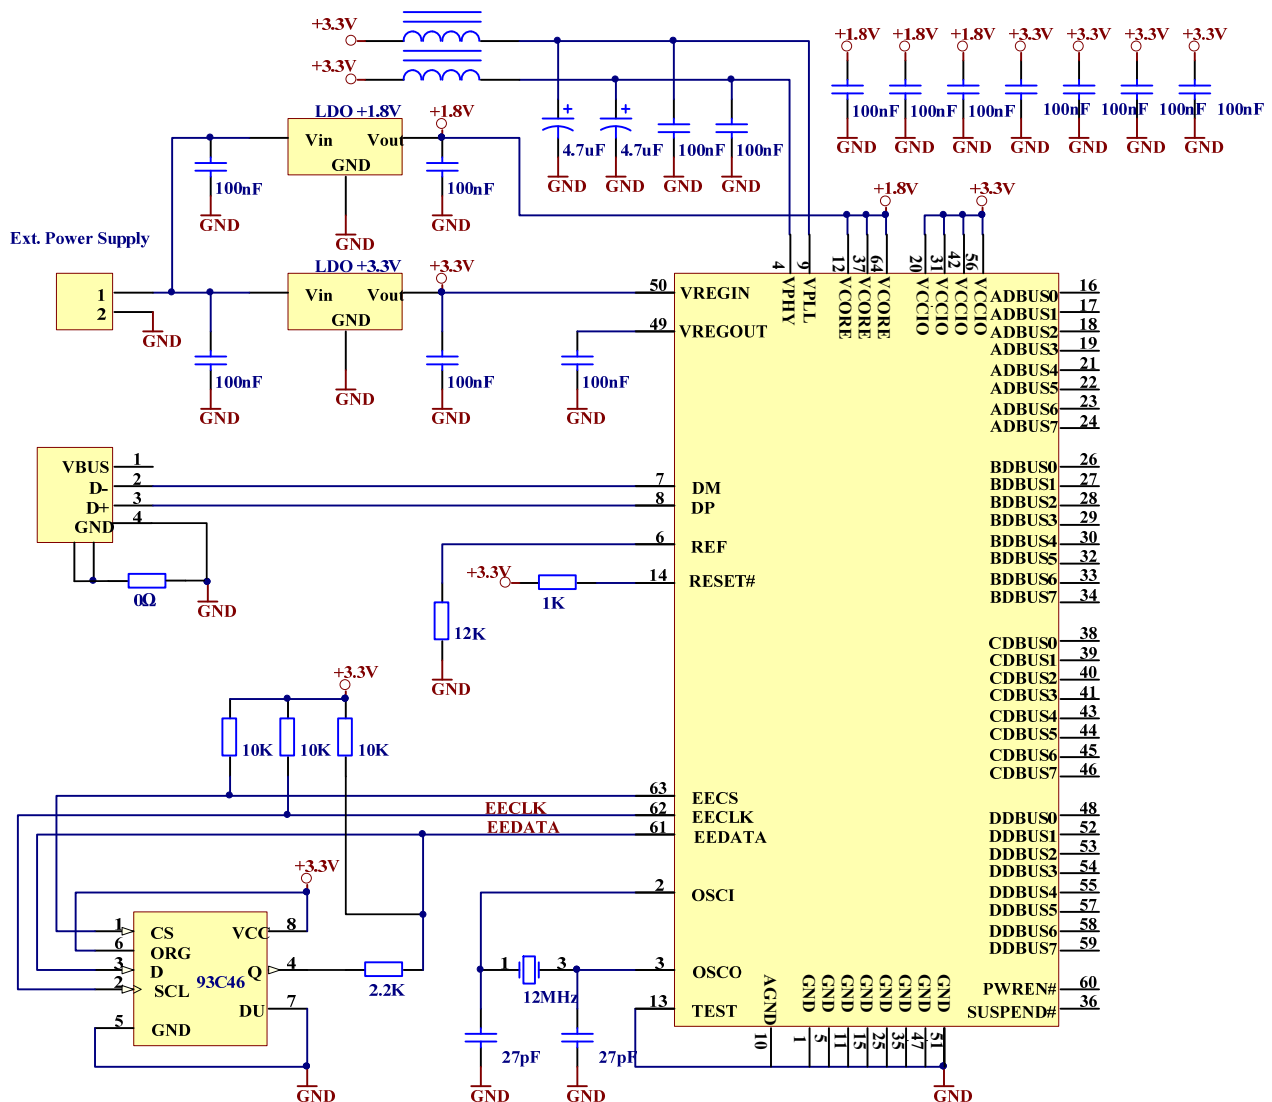 +3.3V
+3.3V
+1.8V +1.8V +1.8V +3.3V +3.3V +3.3V +3.3V
100nF 100nF 100nF 100nF 100nF 100nF 100nF
GND GND GND GND GND GND GND
LDO +1.8V
+1.8V
Vin Vout
GND
100nF
GND
GND
100nF
GND
+
4.7uF
+
4.7uF
100nF
100nF
GND GND GND GND
+1.8V
+3.3V
Ext. Power Supply
1
2
GND
LDO +3.3V
+3.3V
Vin Vout
GND
100nF
GND
GND
100nF
GND
100nF
GND
50 VREGIN
49 VREGOUT
4 VPHY
9 VPLL
12 VCORE
37 VCORE
64 VCORE
20 VCCIO
31 VCCIO
42 VCCIO
56 VCCIO
ADBUS0 16
ADBUS1 17
ADBUS2 18
ADBUS3 19
ADBUS4 21
ADBUS5 22
ADBUS6 23
ADBUS7 24
VBUS 1
D- 2
D+ 3
GND 4
0Ω
GND
7 DM
8 DP
6 REF
14 RESET#
+3.3V
1K
12K
GND
BDBUS0 26
BDBUS1 27
BDBUS2 28
BDBUS3 29
BDBUS4 30
BDBUS5 32
BDBUS6 33
BDBUS7 34
CDBUS0 38
CDBUS1 39
CDBUS2 40
CDBUS3 41
CDBUS4 43
CDBUS5 44
CDBUS6 45
CDBUS7 46
+3.3V
10K 10K 10K
63 EECS
EECLK 62 EECLK
EEDATA 61 EEDATA
DDBUS0 48
DDBUS1 52
DDBUS2 53
DDBUS3 54
DDBUS4 55
DDBUS5 57
DDBUS6 58
DDBUS7 59
+3.3V
1 CS VCC 8
6 ORG
3 D Q 4
2 SCL
93C46
DU 7
5 GND
2.2K
GND
2 OSCI
1 3
12MHz
3 OSCO
13 TEST
27pF 27pF
GND GND
PWREN# 60
SUSPEND# 36
AGND 10
GND 1
GND 5
GND 11
GND 15
GND 25
GND 35
GND 47
GND 51
GND